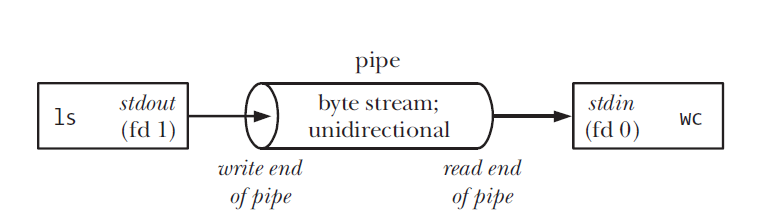 pipe
ls
stdout
(fd 1)
byte stream;
unidirectional
stdin
(fd 0)
wc
write end
of pipe
read end
of pipe